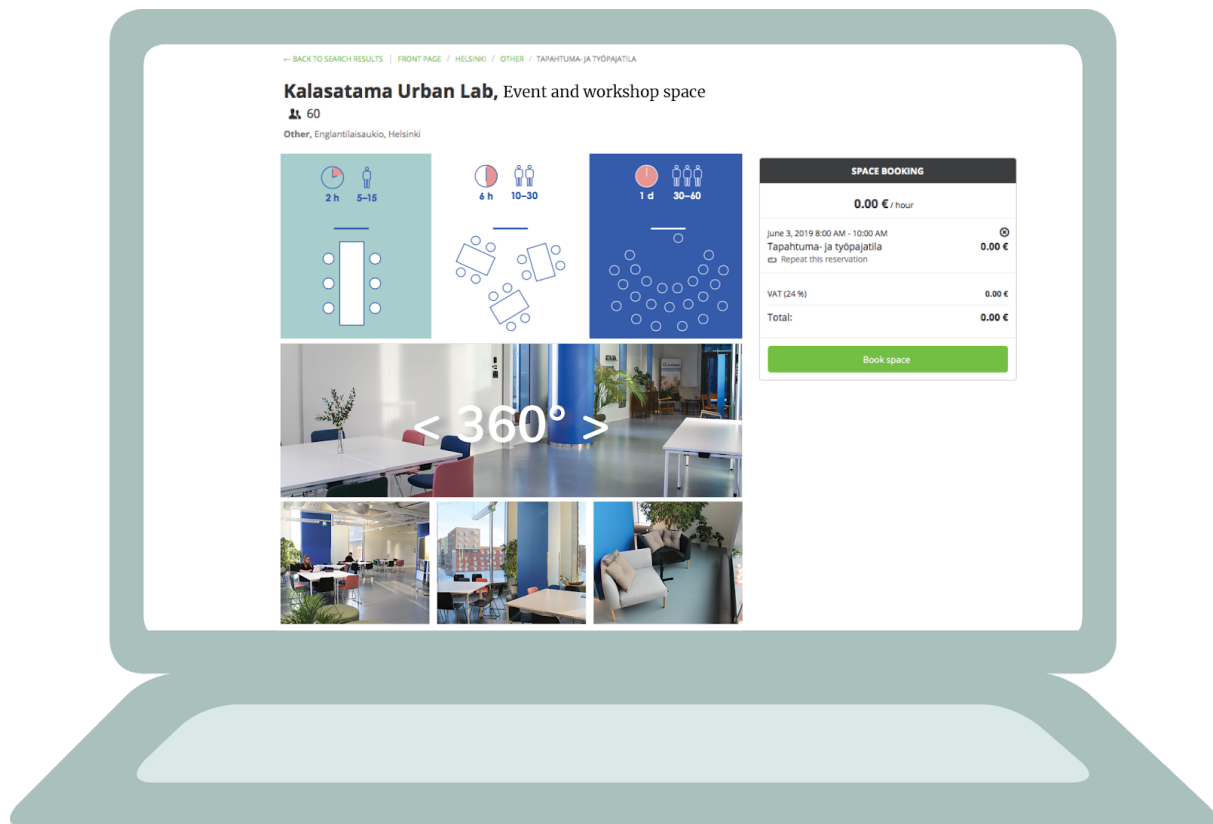 ← BACK TO SEARCH RESULTS | FRONT PAGE / HELSINKI / OTHER / TAPAHTUMA- JA TYÖPAJATILA
Kalasatama Urban Lab, Event and workshop space
60
Other, Englantilaisaukio, Helsinki
2 h 5–15
6 h 10–30
1 d 30–60
< 360° >
SPACE BOOKING
0.00 € / hour
June 3, 2019 8:00 AM - 10:00 AM
Tapahtuma- ja työpajatila 0.00 €
Repeat this reservation
VAT (24 %) 0.00 €
Total: 0.00 €
Book space